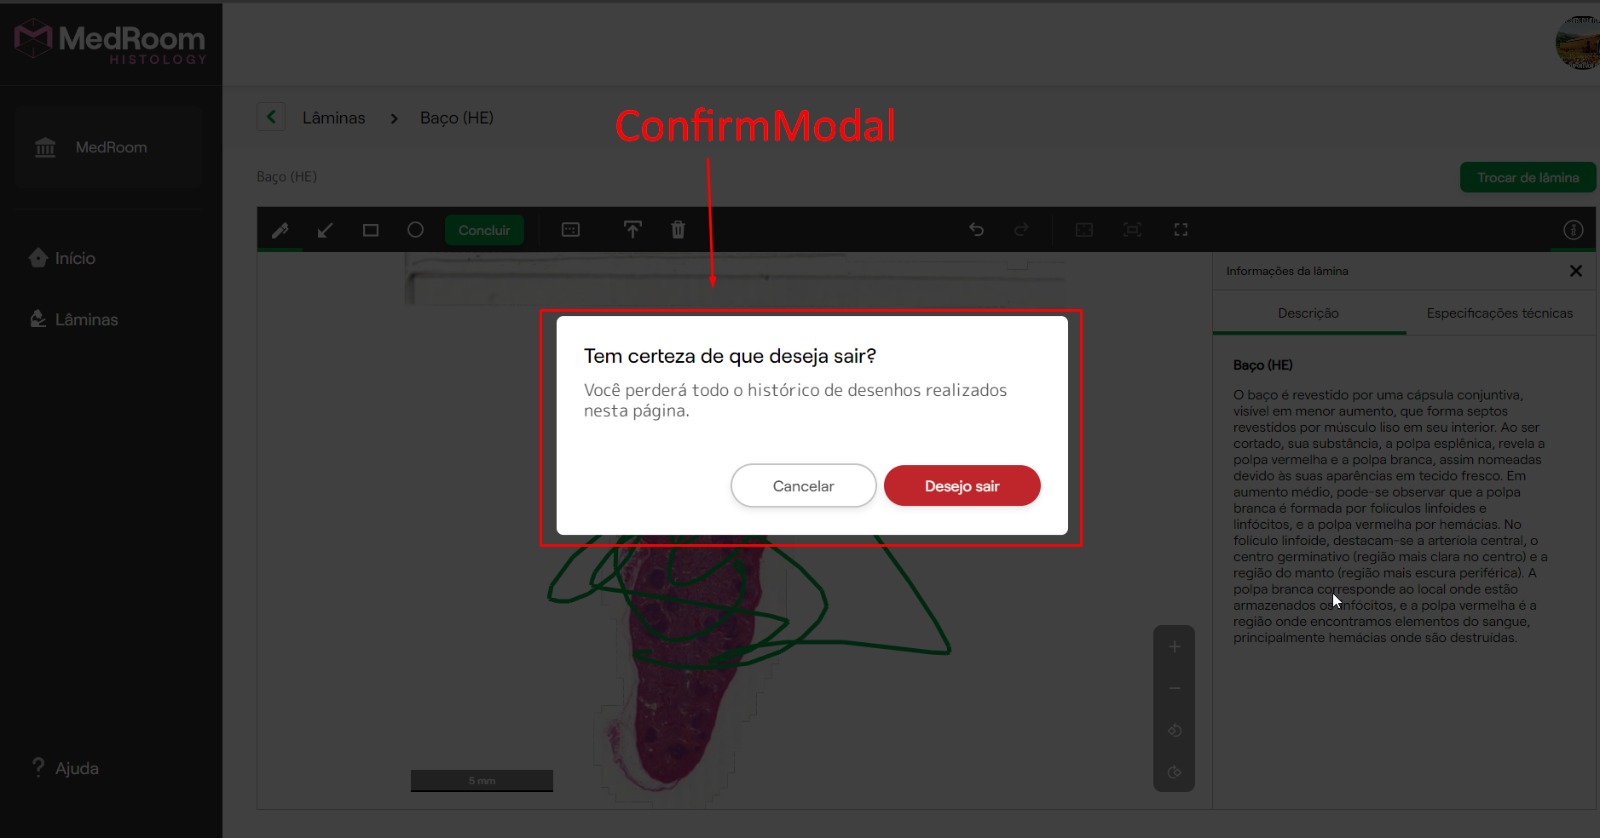 MedRoom
HISTOLOGY
Lâminas > Baço (HE)
ConfirmModal
MedRoom
Baço (HE)
Trocar de lâmina
Concluir
Início
Lâminas
Informações da lâmina
Descrição
Especificações técnicas
Tem certeza de que deseja sair?
Você perderá todo o histórico de desenhos realizados
nesta página.
Cancelar
Desejo sair
Baço (HE)
O baço é revestido por uma cápsula conjuntiva,
visível em menor aumento, que forma septos
revestidos por músculo liso em seu interior. Ao ser
cortado, sua substância, a polpa esplênica, revela a
polpa vermelha e a polpa branca, assim nomeadas
devido às suas aparências em tecido fresco. Em
aumento médio, pode-se observar que a polpa
branca é formada por folículos linfoides e
linfócitos, e a polpa vermelha por hemácias. No
folículo linfoide, destacam-se a arteríola central, o
centro germinativo (região mais clara no centro) e a
região do manto (região mais escura periférica). A
polpa branca corresponde ao local onde estão
armazenados os linfócitos, e a polpa vermelha é a
região onde encontramos elementos do sangue,
principalmente hemácias onde são destruídas.
5 mm
Ajuda